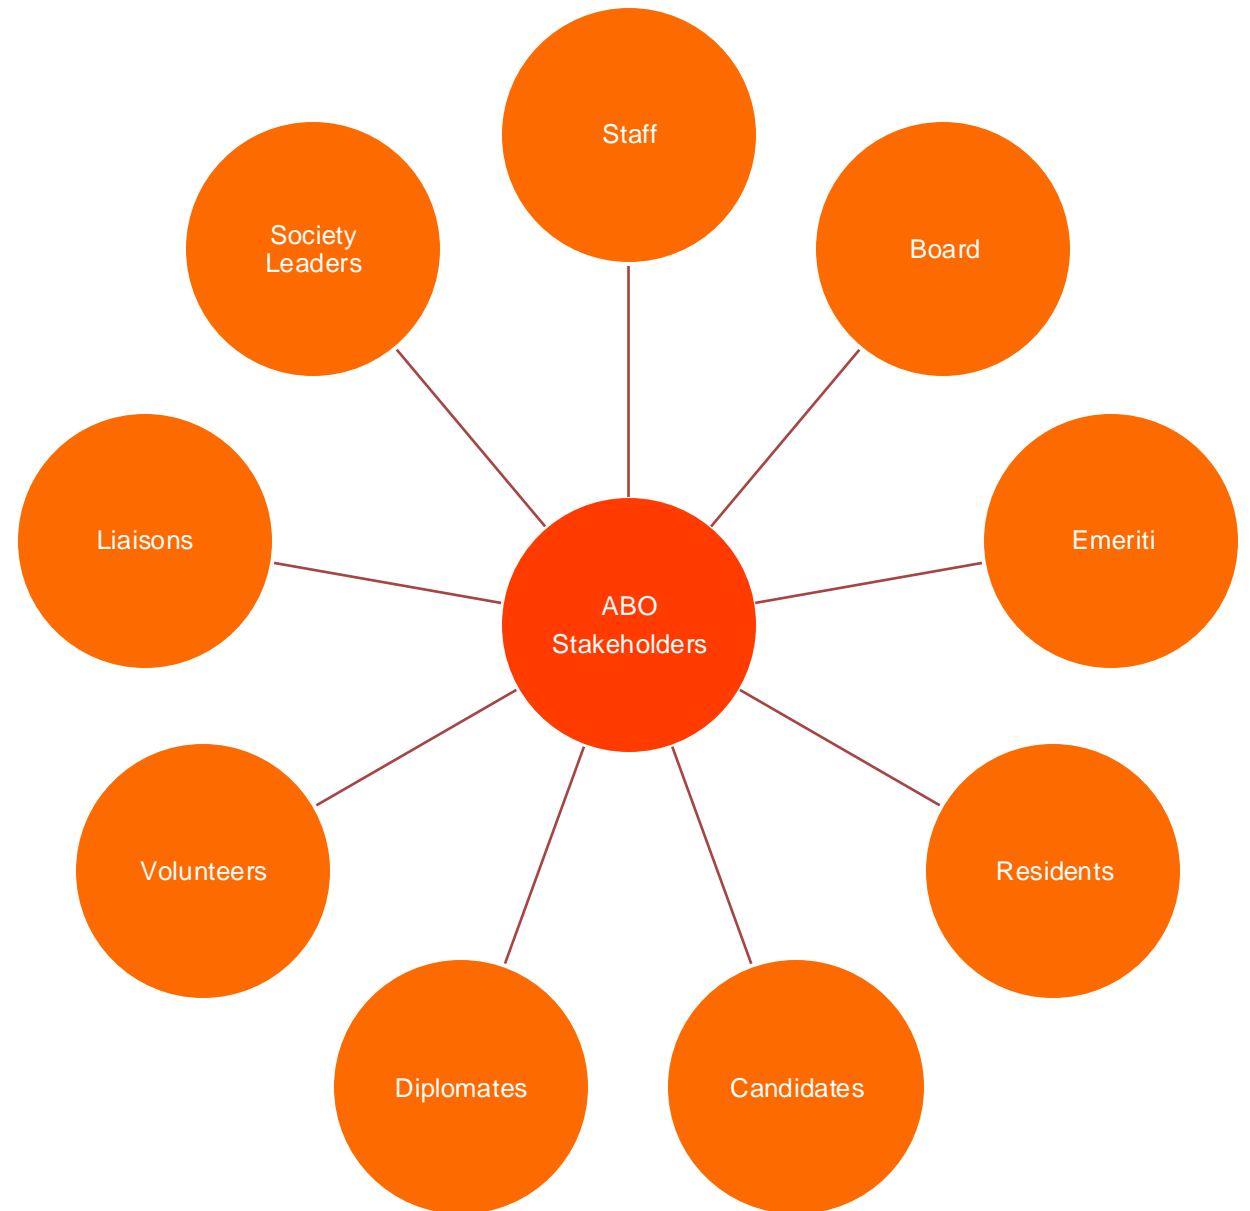 Staff
Board
Emeriti
Residents
Candidates
Diplomates
Volunteers
Liaisons
Society
Leaders
ABO
Stakeholders